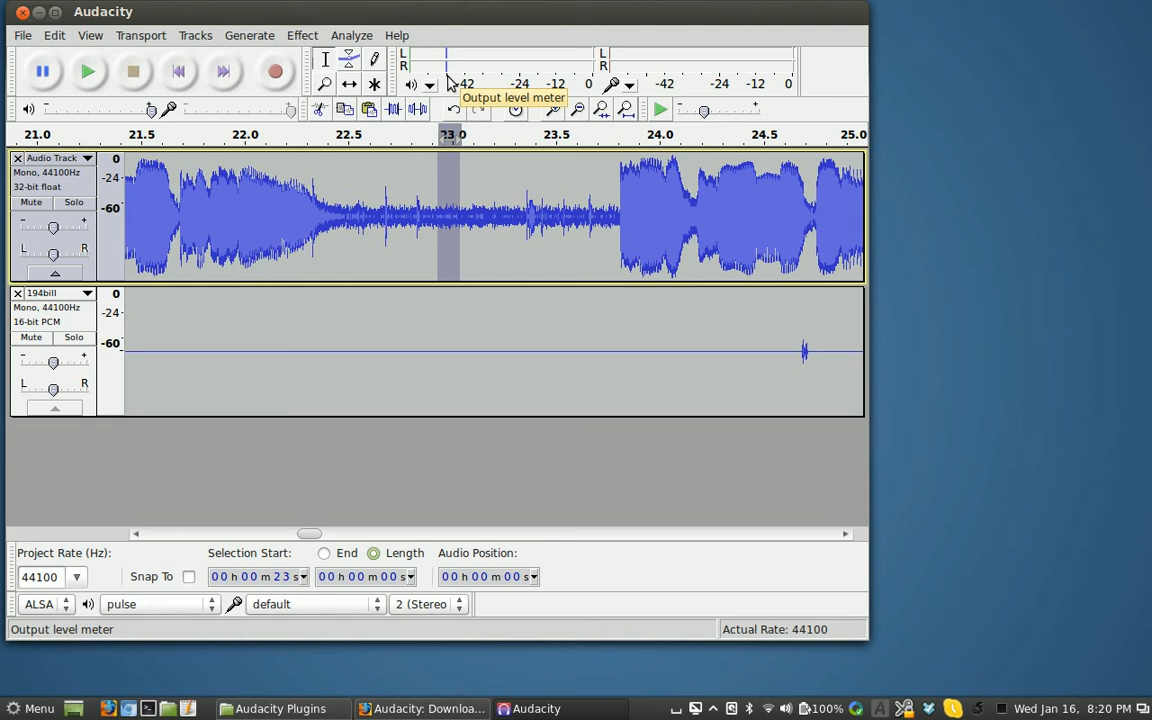 Audacity
File Edit View Transport Tracks Generate Effect Analyze Help
L
R
-42 -24 -12 0
L
R
-42 -24 -12 0
Output level meter
- + - +
21.0 21.5 22.0 22.5 23.0 23.5 24.0 24.5 25.0
Audio Track
Mono, 44100Hz
32-bit float
Mute Solo
- +
L R
0
-24
-60
194bill
Mono, 44100Hz
16-bit PCM
Mute Solo
- +
L R
0
-24
-60
Project Rate (Hz): Selection Start: End Length Audio Position:
44100 Snap To 00 h 00 m 23 s 00 h 00 m 00 s 00 h 00 m 00 s
ALSA pulse default 2 (Stereo
Output level meter Actual Rate: 44100
Menu Audacity Plugins Audacity: Downloa... Audacity 100% Wed Jan 16, 8:20 PM